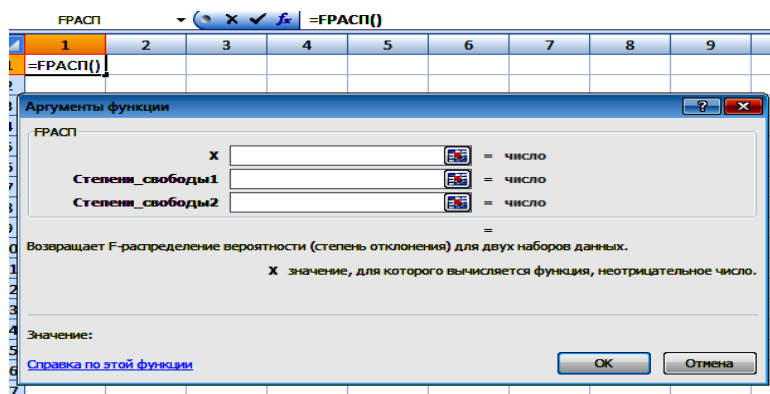 FРАСП =FРАСП()
1 2 3 4 5 6 7 8 9
=FРАСП()
Аргументы функции
FРАСП
X = число
Степени_свободы1 = число
Степени_свободы2 = число
=
Возвращает F-распределение вероятности (степень отклонения) для двух наборов данных.
X значение, для которого вычисляется функция, неотрицательное число.
Значение:
Справка по этой функции ОК Отмена